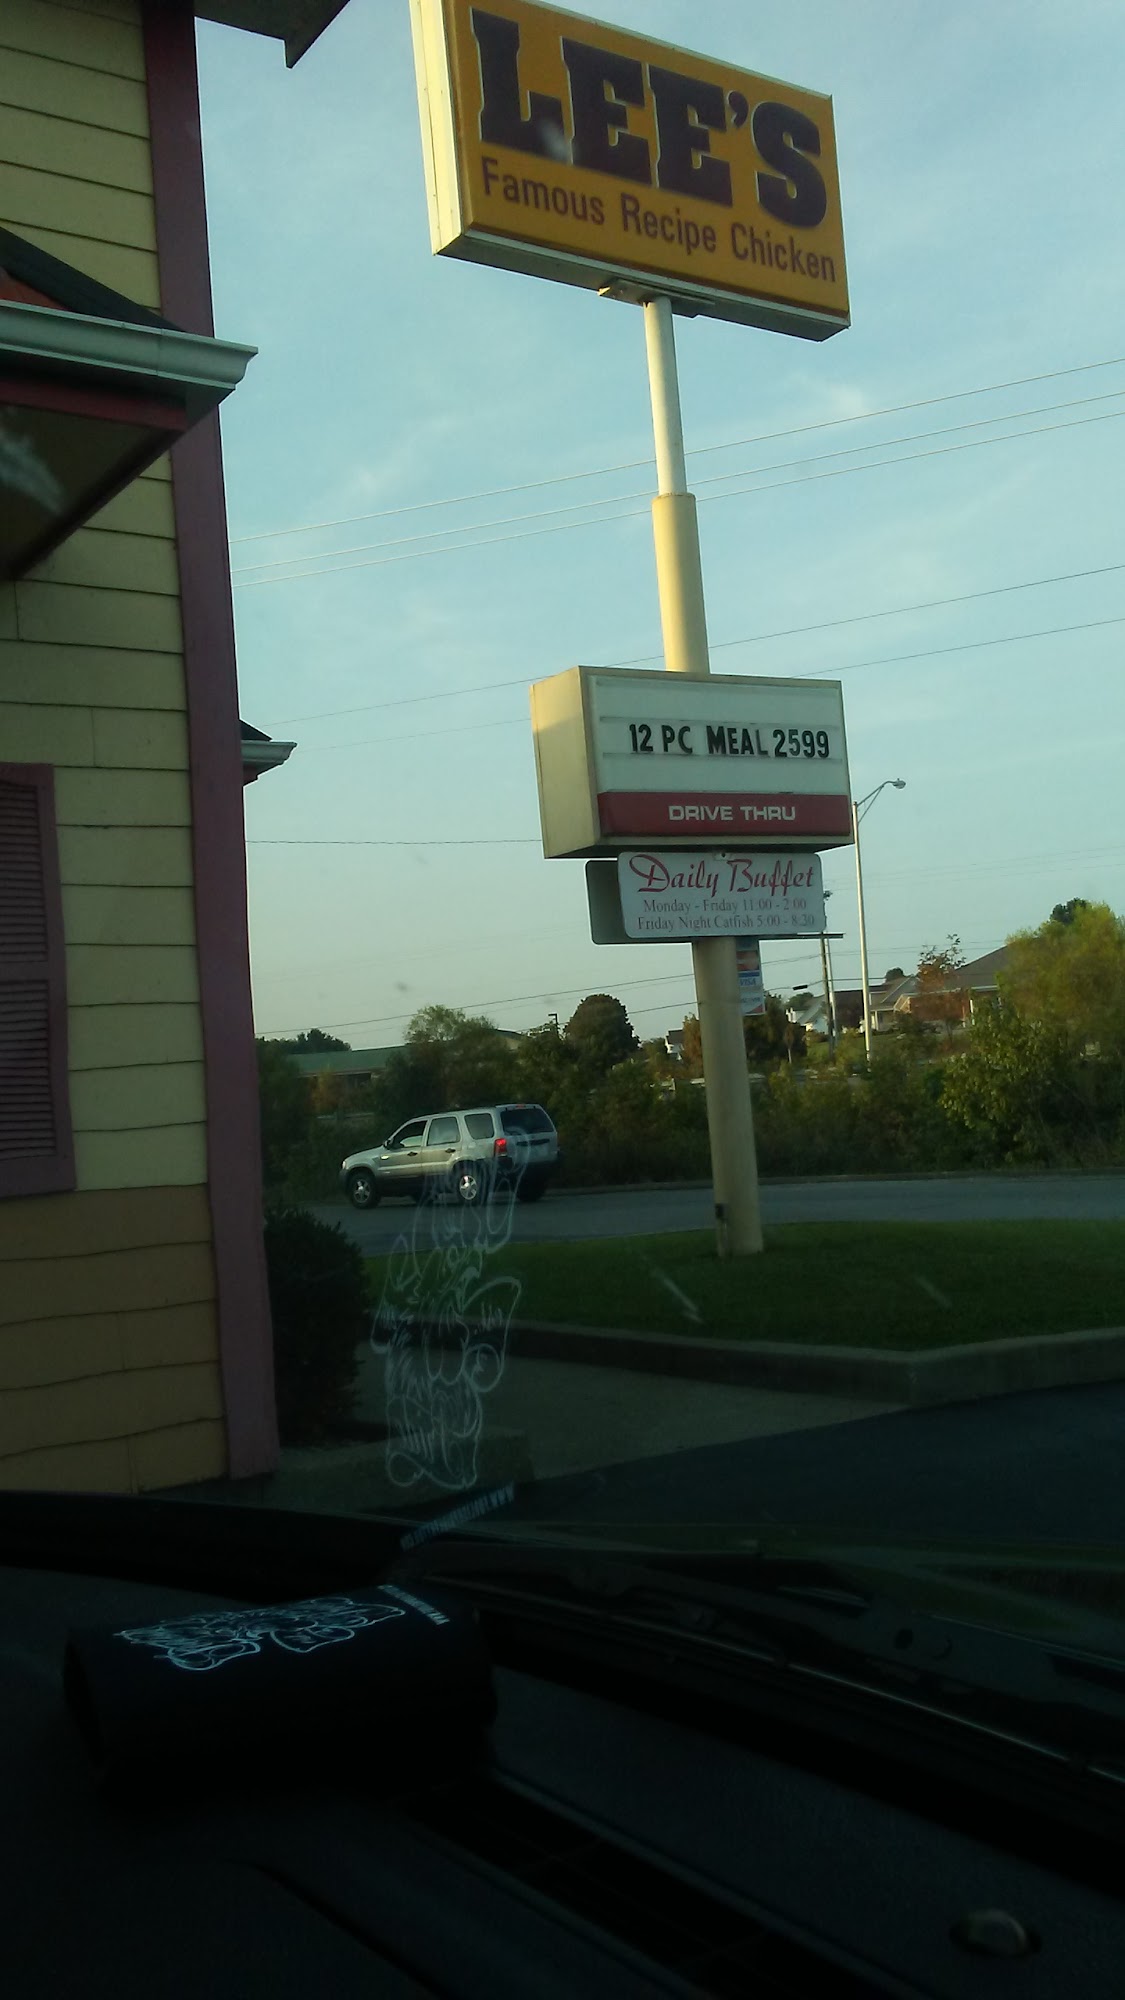 LEE'S
Famous Recipe Chicken
12 PC MEAL 2599
DRIVE THRU
Daily Buffet
Monday - Friday 11:00 - 2:00
Friday Night Catfish 5:00 - 8:30
VISA